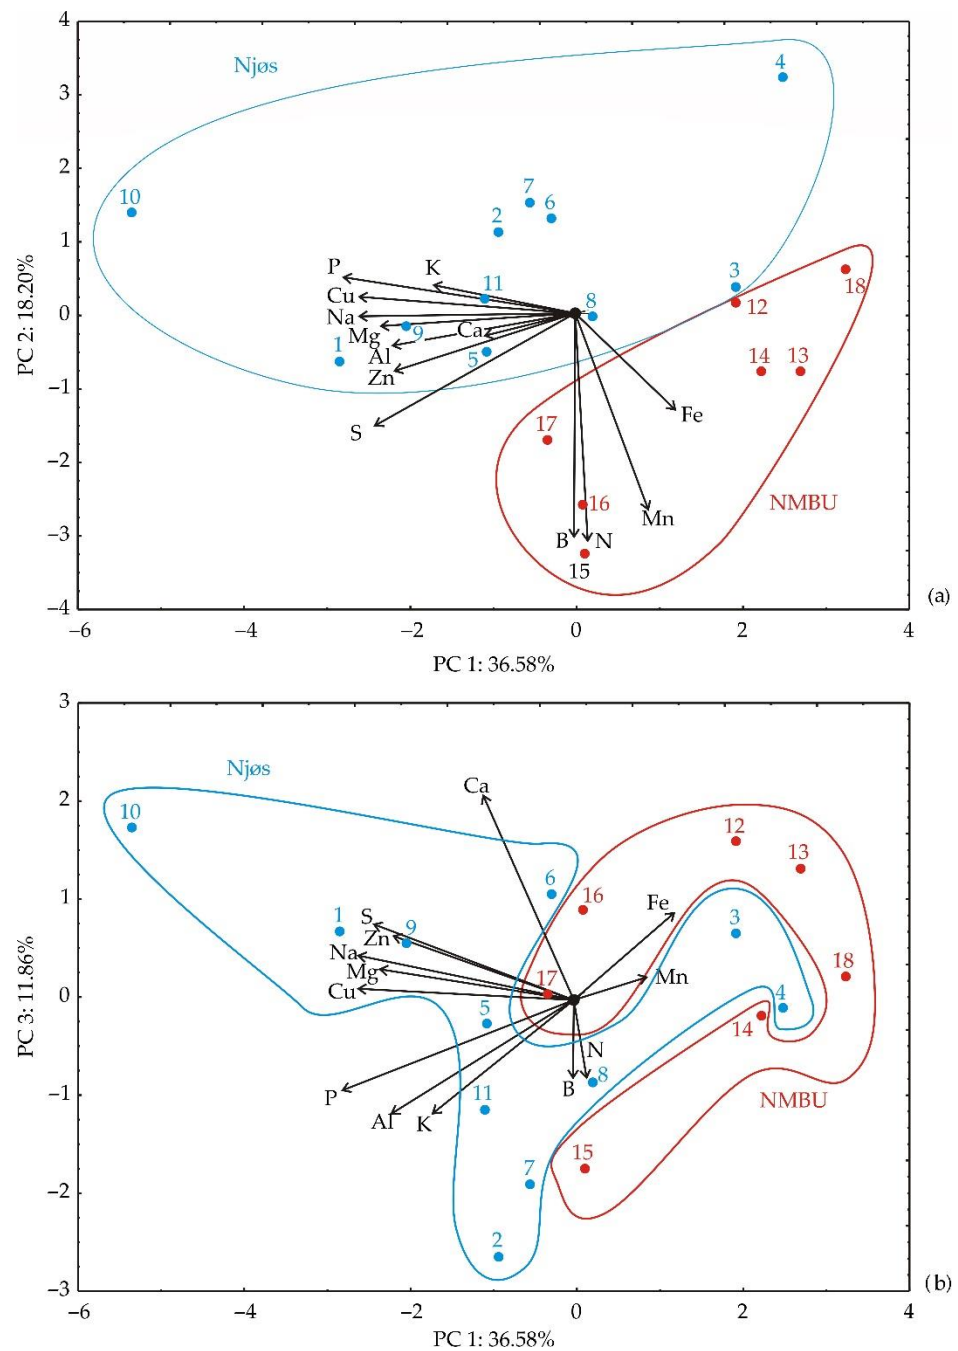 4
Njøs
4
3
PC 2: 18.20%
2
10
7
6
2
1
P
K
11
3
18
Cu
8
12
0
Na
Mg
9
Ca
1
Al
5
14
13
Zn
−1
Fe
S
17
−2
16
NMBU
Mn
B
N
−3
15
−4
(a)
−6
−4
−2
0
2
4
PC 1: 36.58%
3
Njøs
Ca
2
10
12
13
6
16
Fe
1
1
S
9
3
Zn
Na
17
Mn
18
Mg
PC 3: 11.86%
Cu
0
4
5
14
N
8
B
−1
P
11
NMBU
Al
K
15
7
−2
2
−3
(b)
−6
−4
−2
0
2
4
PC 1: 36.58%